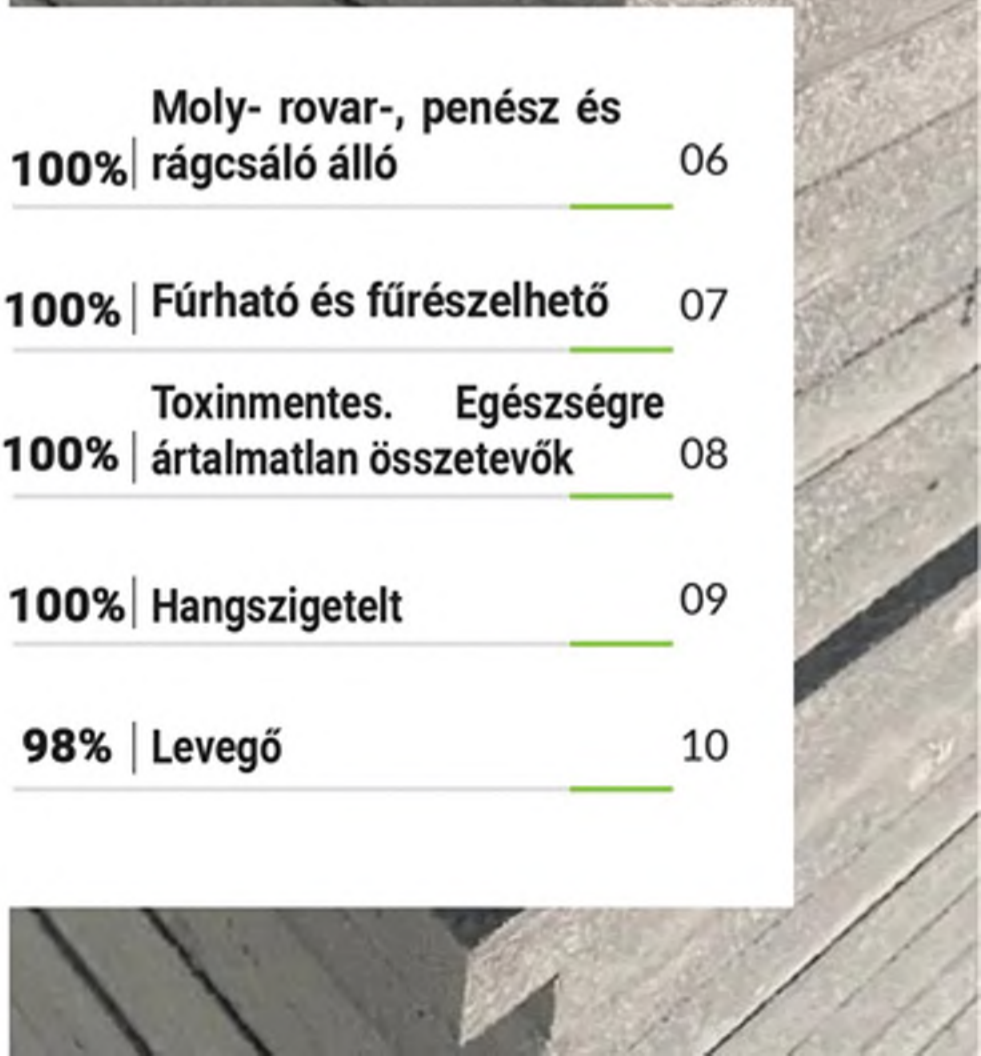 Moly- rovar-, penész és
100% rágcsáló álló 06
100% Fúrható és fűrészelhető 07
Toxinmentes. Egészségre
100% ártalmatlan összetevők 08
100% Hangszigetelt 09
98% Levegő 10